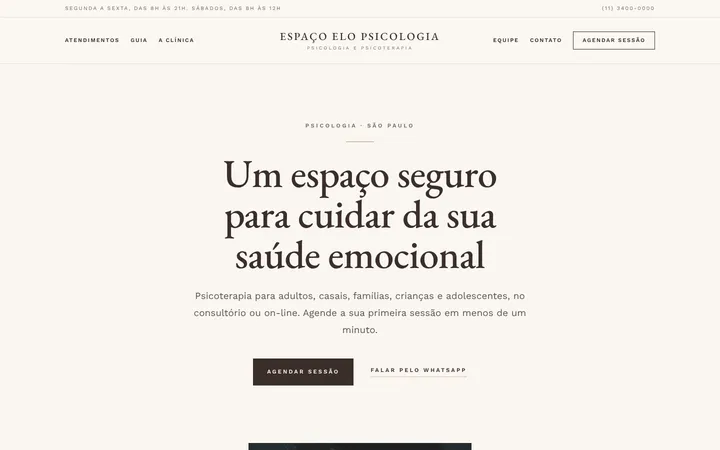 SEGUNDA A SEXTA, DAS 8H ÀS 21H. SÁBADOS, DAS 8H ÀS 12H
(11) 3400-0000
ATENDIMENTOS
GUIA
A CLÍNICA
ESPAÇO ELO PSICOLOGIA
PSICOLOGIA E PSICOTERAPIA
EQUIPE
CONTATO
AGENDAR SESSÃO
PSICOLOGIA · SÃO PAULO
Um espaço seguro
para cuidar da sua
saúde emocional
Psicoterapia para adultos, casais, famílias, crianças e adolescentes, no
consultório ou on-line. Agende a sua primeira sessão em menos de um
minuto.
AGENDAR SESSÃO
FALAR PELO WHATSAPP